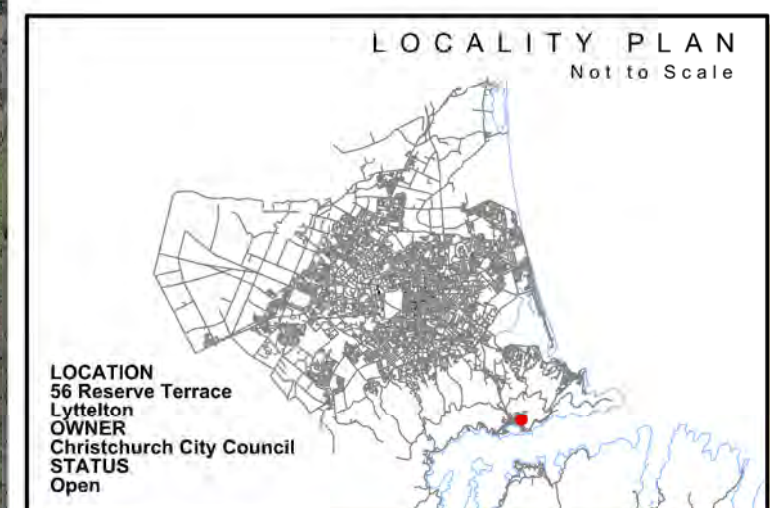 LOCALITY PLAN
Not to Scale
LOCATION
56 Reserve Terrace
Lyttelton
OWNER
Christchurch City Council
STATUS
Open